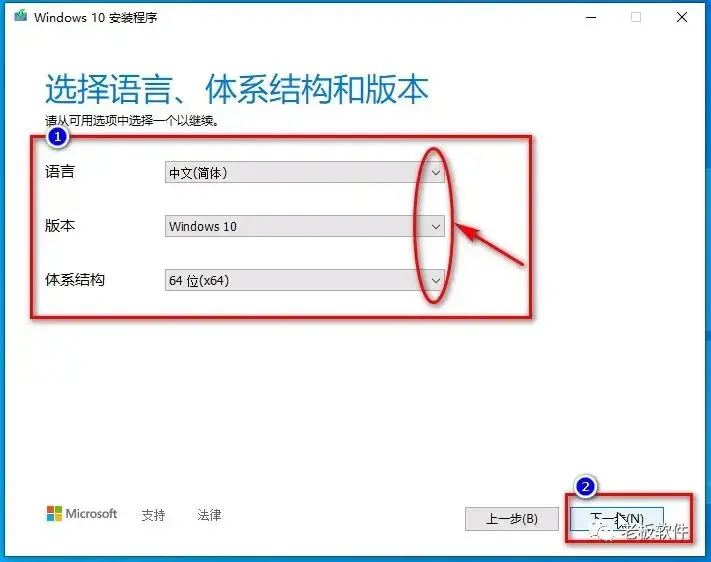 Windows 10 安装程序
选择语言、体系结构和版本
请从可用选项中选择一个以继续。
1
语言
中文(简体)
版本
Windows 10
体系结构
64 位(x64)
2
Microsoft
支持
法律
上一步(B)
下一步(N)
老板软件